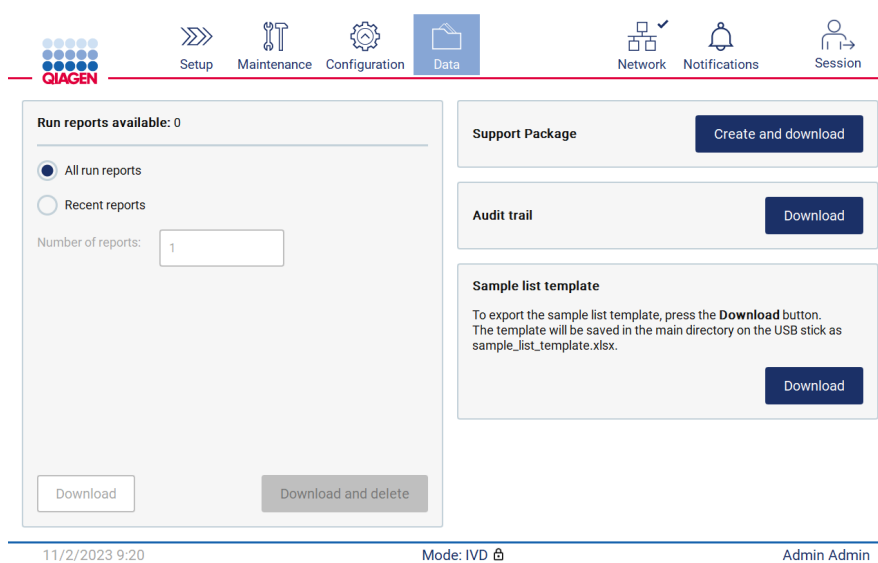 QIAGEN
Setup
Maintenance
Configuration
Data
Network
Notifications
Session
Run reports available: 0
All run reports
Recent reports
Number of reports:
1
Download
Download and delete
Support Package
Create and download
Audit trail
Download
Sample list template
To export the sample list template, press the Download button.
The template will be saved in the main directory on the USB stick as
sample_list_template.xlsx.
Download
11/2/2023 9:20
Mode: IVD
Admin Admin